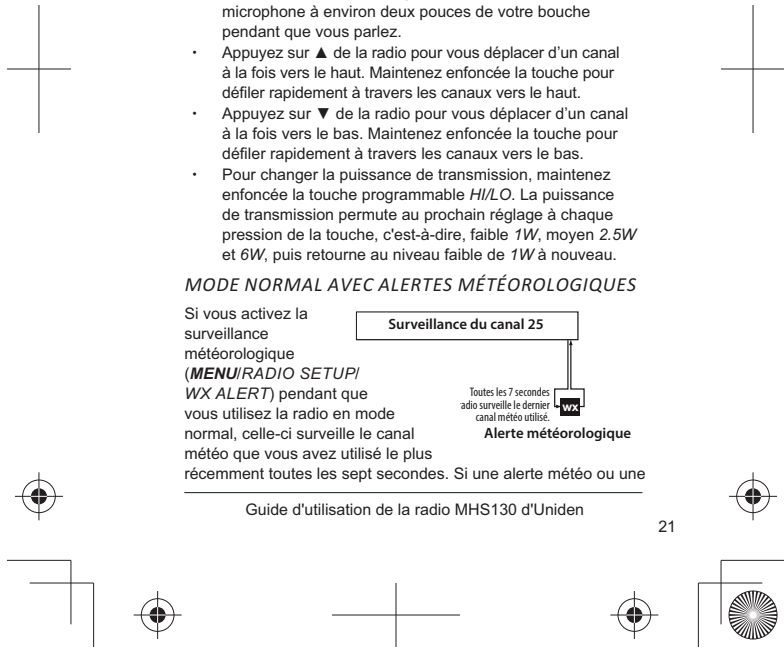 microphone à environ deux pouces de votre bouche
pendant que vous parlez.
· Appuyez sur ▲ de la radio pour vous déplacer d’un canal
à la fois vers le haut. Maintenez enfoncée la touche pour
défiler rapidement à travers les canaux vers le haut.
· Appuyez sur ▼ de la radio pour vous déplacer d’un canal
à la fois vers le bas. Maintenez enfoncée la touche pour
défiler rapidement à travers les canaux vers le bas.
· Pour changer la puissance de transmission, maintenez
enfoncée la touche programmable HI/LO. La puissance
de transmission permute au prochain réglage à chaque
pression de la touche, c'est-à-dire, faible 1W, moyen 2.5W
et 6W, puis retourne au niveau faible de 1W à nouveau.
MODE NORMAL AVEC ALERTES MÉTÉOROLOGIQUES
Si vous activez la
surveillance
météorologique
(MENU/RADIO SETUP/
WX ALERT) pendant que
vous utilisez la radio en mode
normal, celle-ci surveille le canal
météo que vous avez utilisé le plus
récemment toutes les sept secondes. Si une alerte météo ou une
Surveillance du canal 25
Toutes les 7 secondes
adio surveille le dernier
canal météo utilisé.
WX
Alerte météorologique
Guide d'utilisation de la radio MHS130 d'Uniden
21